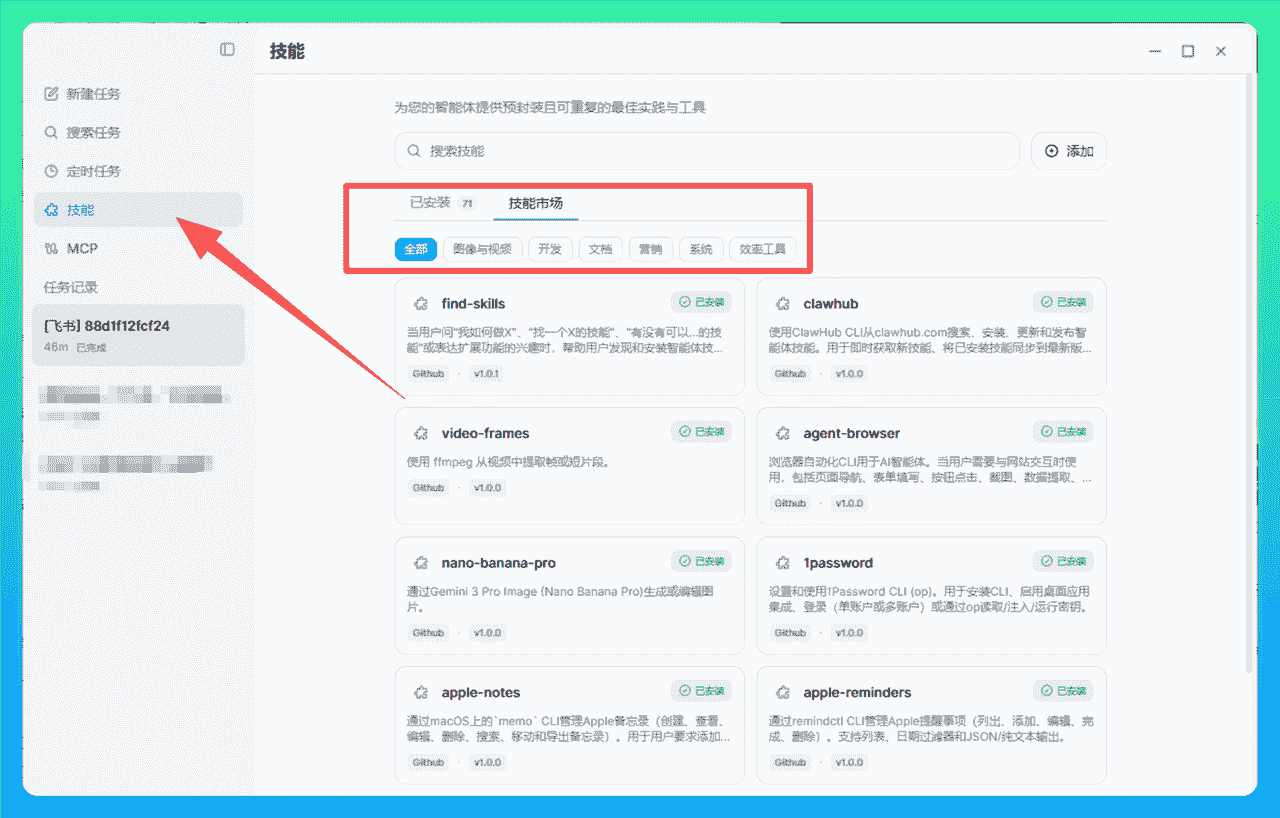 技能
新建任务
搜索任务
定时任务
技能
MCP
任务记录
[飞书] 88d1f12fcf24
46m 已完成
为您的智能体提供预封装且可重复的最佳实践与工具
搜索技能
添加
已安装 71
技能市场
全部
图像与视频
开发
文档
营销
系统
效率工具
find-skills
已安装
当用户问"我如何做X"、"找一个X的技能"、"有没有可以...的技
能"或表达扩展功能的兴趣时，帮助用户发现和安装智能体技...
Github · v1.0.1
clawhub
已安装
使用ClawHub CLI从clawhub.com搜索、安装、更新和发布智
能体技能。用于即时获取新技能、将已安装技能同步到最新版...
Github · v1.0.0
video-frames
已安装
使用 ffmpeg 从视频中提取帧或短片段。
Github · v1.0.0
agent-browser
已安装
浏览器自动化CLI用于AI智能体。当用户需要与网站交互时使
用，包括页面导航、表单填写、按钮点击、截图、数据提取、...
Github · v1.0.0
nano-banana-pro
已安装
通过Gemini 3 Pro Image (Nano Banana Pro)生成或编辑图
片。
Github · v1.0.0
1password
已安装
设置和使用1Password CLI (op)。用于安装CLI、启用桌面应用
集成、登录（单账户或多账户）或通过op读取/注入/运行密钥。
Github · v1.0.0
apple-notes
已安装
通过macOS上的`memo` CLI管理Apple备忘录（创建、查看、
编辑、删除、搜索、移动和导出备忘录）。用于用户要求添加...
Github · v1.0.0
apple-reminders
已安装
通过remindctl CLI管理Apple提醒事项（列出、添加、编辑、完
成、删除）。支持列表、日期过滤器和JSON/纯文本输出。
Github · v1.0.0